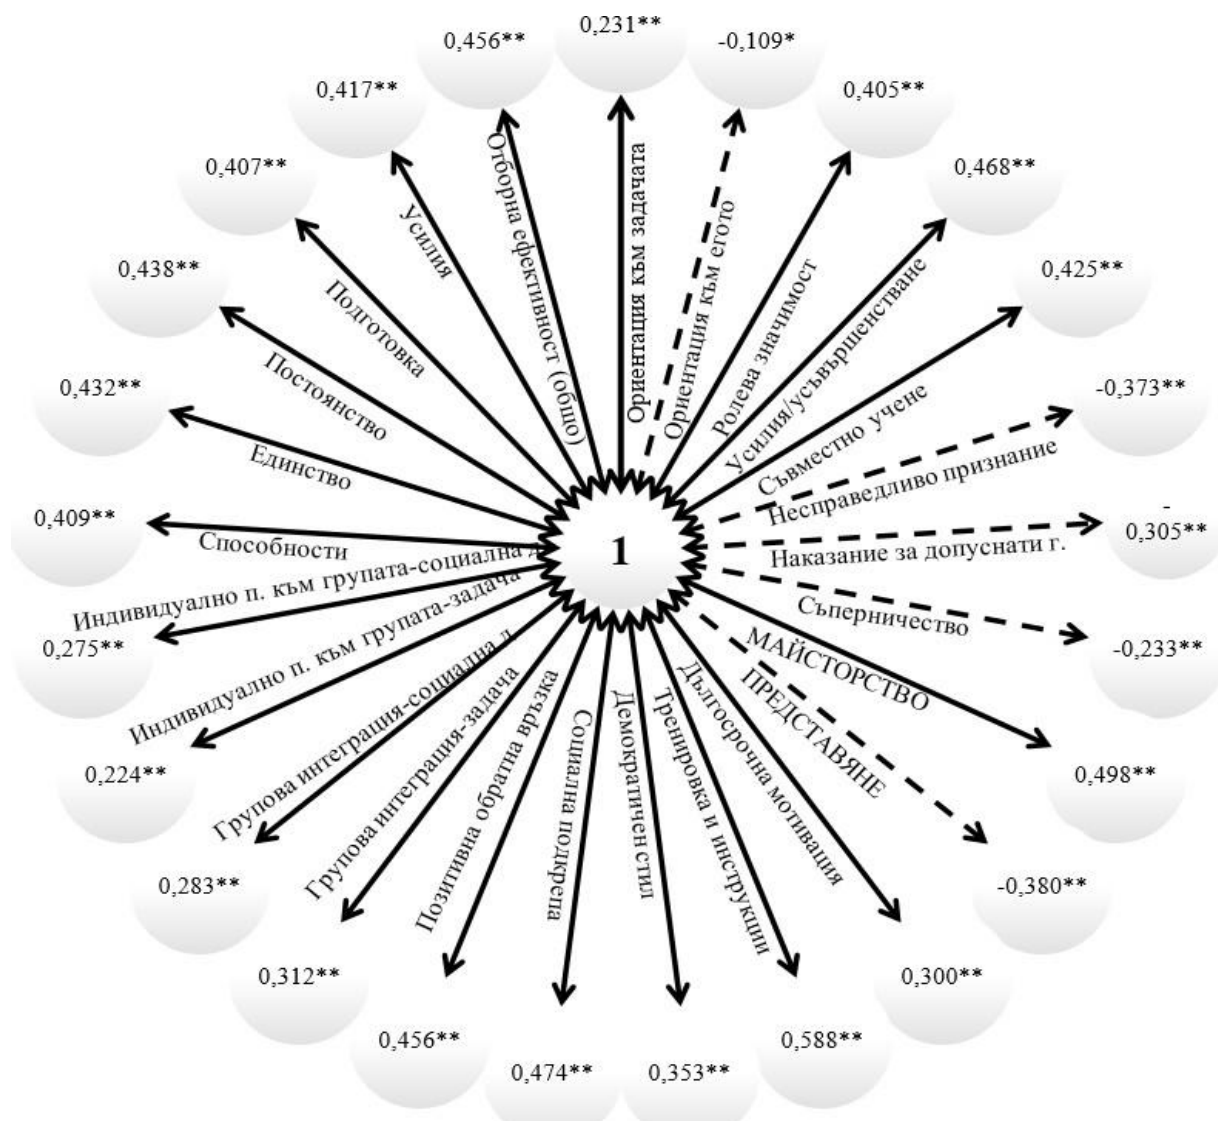 0,231**
Ориентация към задачата
-0,109*
Ориентация към егото
0,405**
Ролева значимост
0,468**
Усилия/усъвършенстване
0,425**
Съвместно учене
-0,373**
Несправедливо признание
-
0,305**
Наказание за допуснати г.
-0,233**
Съперничество
0,498**
МАЙСТОРСТВО
-0,380**
ПРЕДСТАВЯНЕ
0,300**
Дългосрочна мотивация
0,588**
Тренировка и инструкции
0,353**
Демократичен стил
0,474**
Социална подкрепа
0,456**
Позитивна обратна връзка
0,312**
Групова интеграция-задача
0,283**
Групова интеграция-социална д
0,224**
Индивидуално п. към групата-задача
0,275**
Индивидуално п. към групата-социална д
0,409**
Способности
0,432**
Единство
0,438**
Постоянство
0,407**
Подготовка
0,417**
Усилия
0,456**
Отборна ефективност (общо)
1